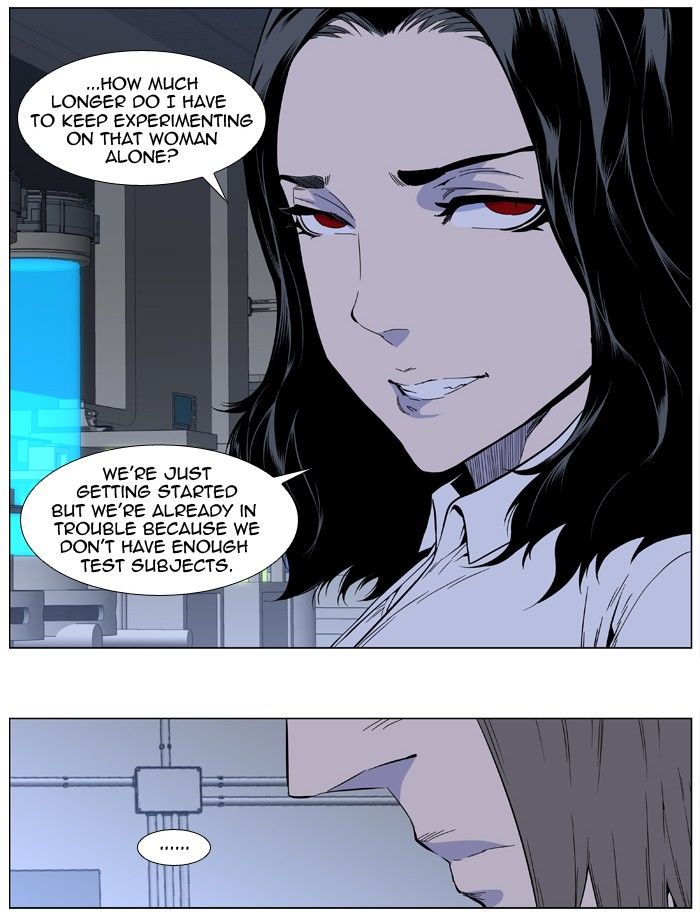 ...HOW MUCH
LONGER DO I HAVE
TO KEEP EXPERIMENTING
ON THAT WOMAN
ALONE?
WE'RE JUST
GETTING STARTED
BUT WE'RE ALREADY IN
TROUBLE BECAUSE WE
DON'T HAVE ENOUGH
TEST SUBJECTS.
......